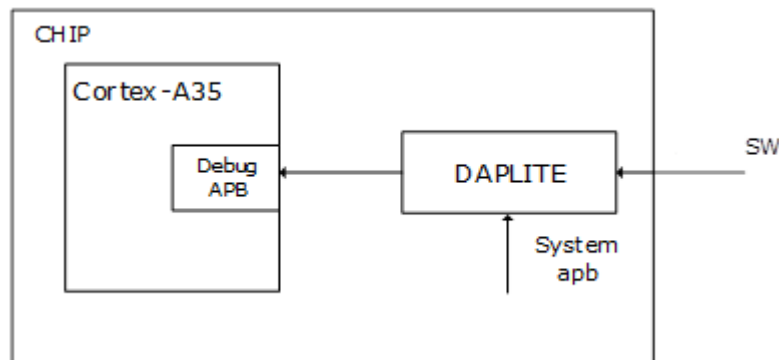 CHIP
Cortex-A35
Debug
APB
DAPLITE
SW
System
apb